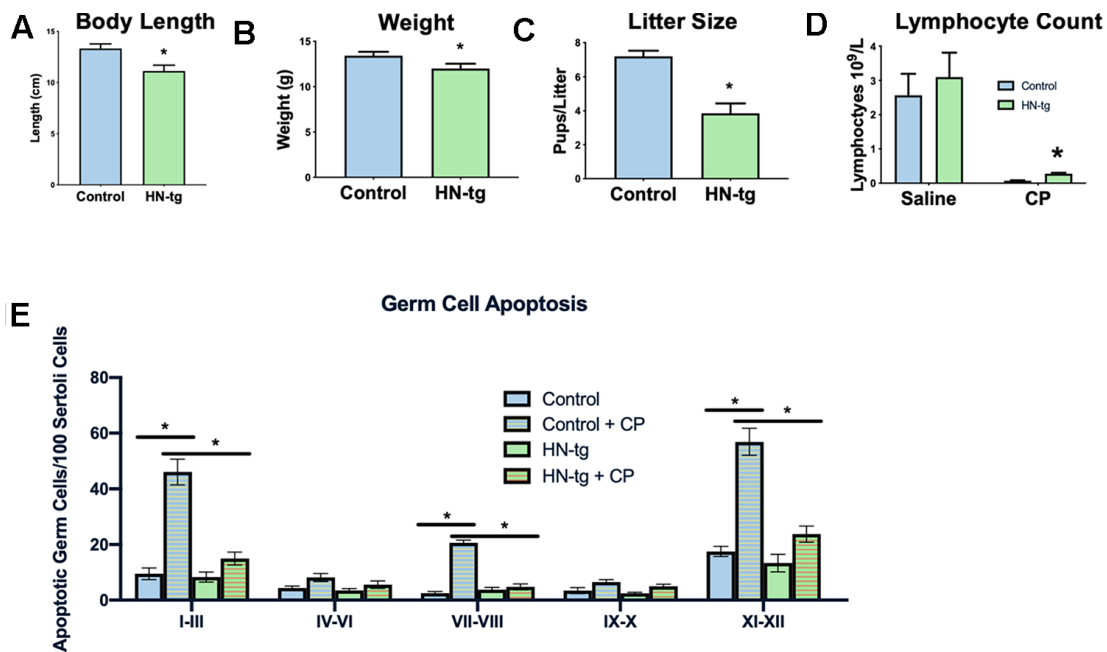 A
Body Length
Length (cm)
15
10
5
0
*
Control
HN-tg
B
Weight
Weight (g)
15
10
5
0
*
Control
HN-tg
C
Litter Size
Pups/Litter
8
6
4
2
0
*
Control
HN-tg
D
Lymphocyte Count
Lymphoctyes 10⁹/L
4
3
2
1
0
Control
HN-tg
*
Saline
CP
E
Germ Cell Apoptosis
Apoptotic Germ Cells/100 Sertoli Cells
80
60
40
20
0
Control
Control + CP
HN-tg
HN-tg + CP
*
*
*
*
*
*
I-III
IV-VI
VII-VIII
IX-X
XI-XII